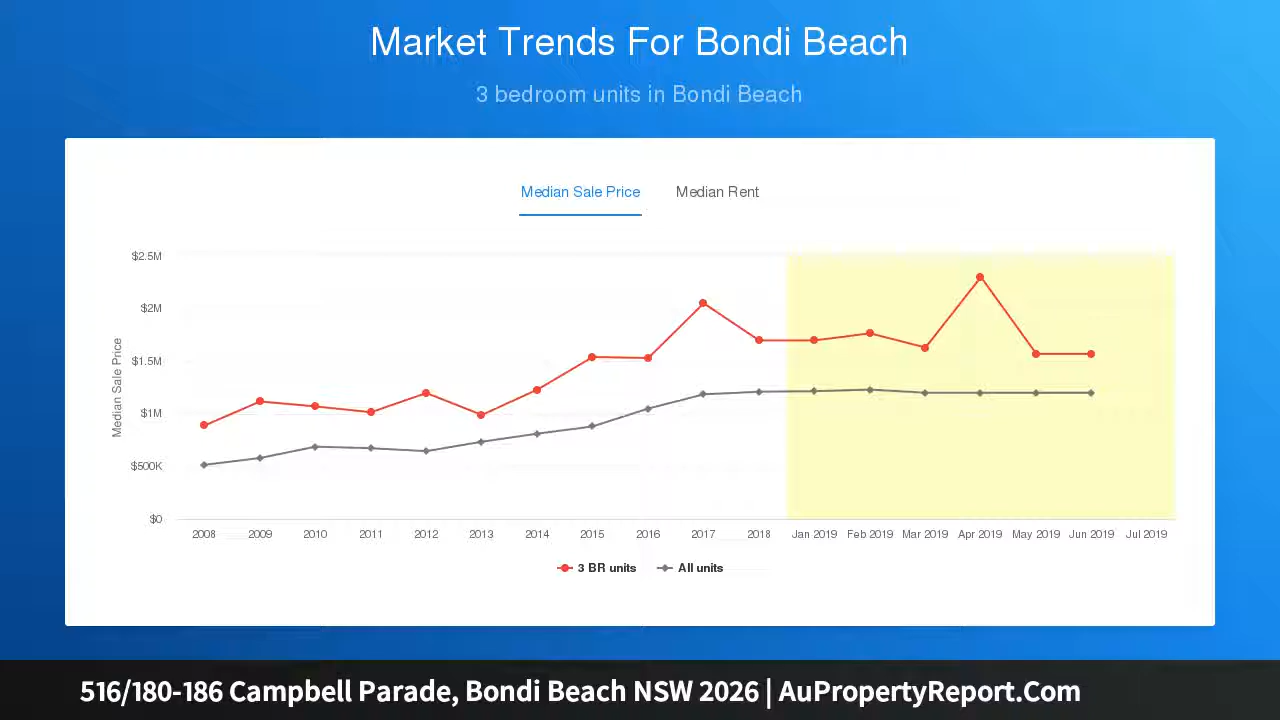 Market Trends For Bondi Beach
3 bedroom units in Bondi Beach
Median Sale Price Median Rent
Median Sale Price
$2.5M
$2M
$1.5M
$1M
$500K
$0
2008 2009 2010 2011 2012 2013 2014 2015 2016 2017 2018 Jan 2019 Feb 2019 Mar 2019 Apr 2019 May 2019 Jun 2019 Jul 2019
3 BR units All units
516/180-186 Campbell Parade, Bondi Beach NSW 2026 | AuPropertyReport.Com